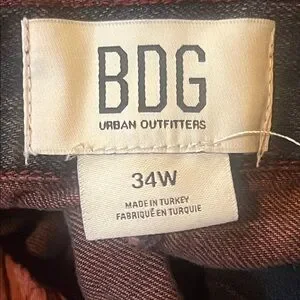 BDG
URBAN OUTFITTERS
34W
MADE IN TURKEY
FABRIQUÉ EN TURQUIE